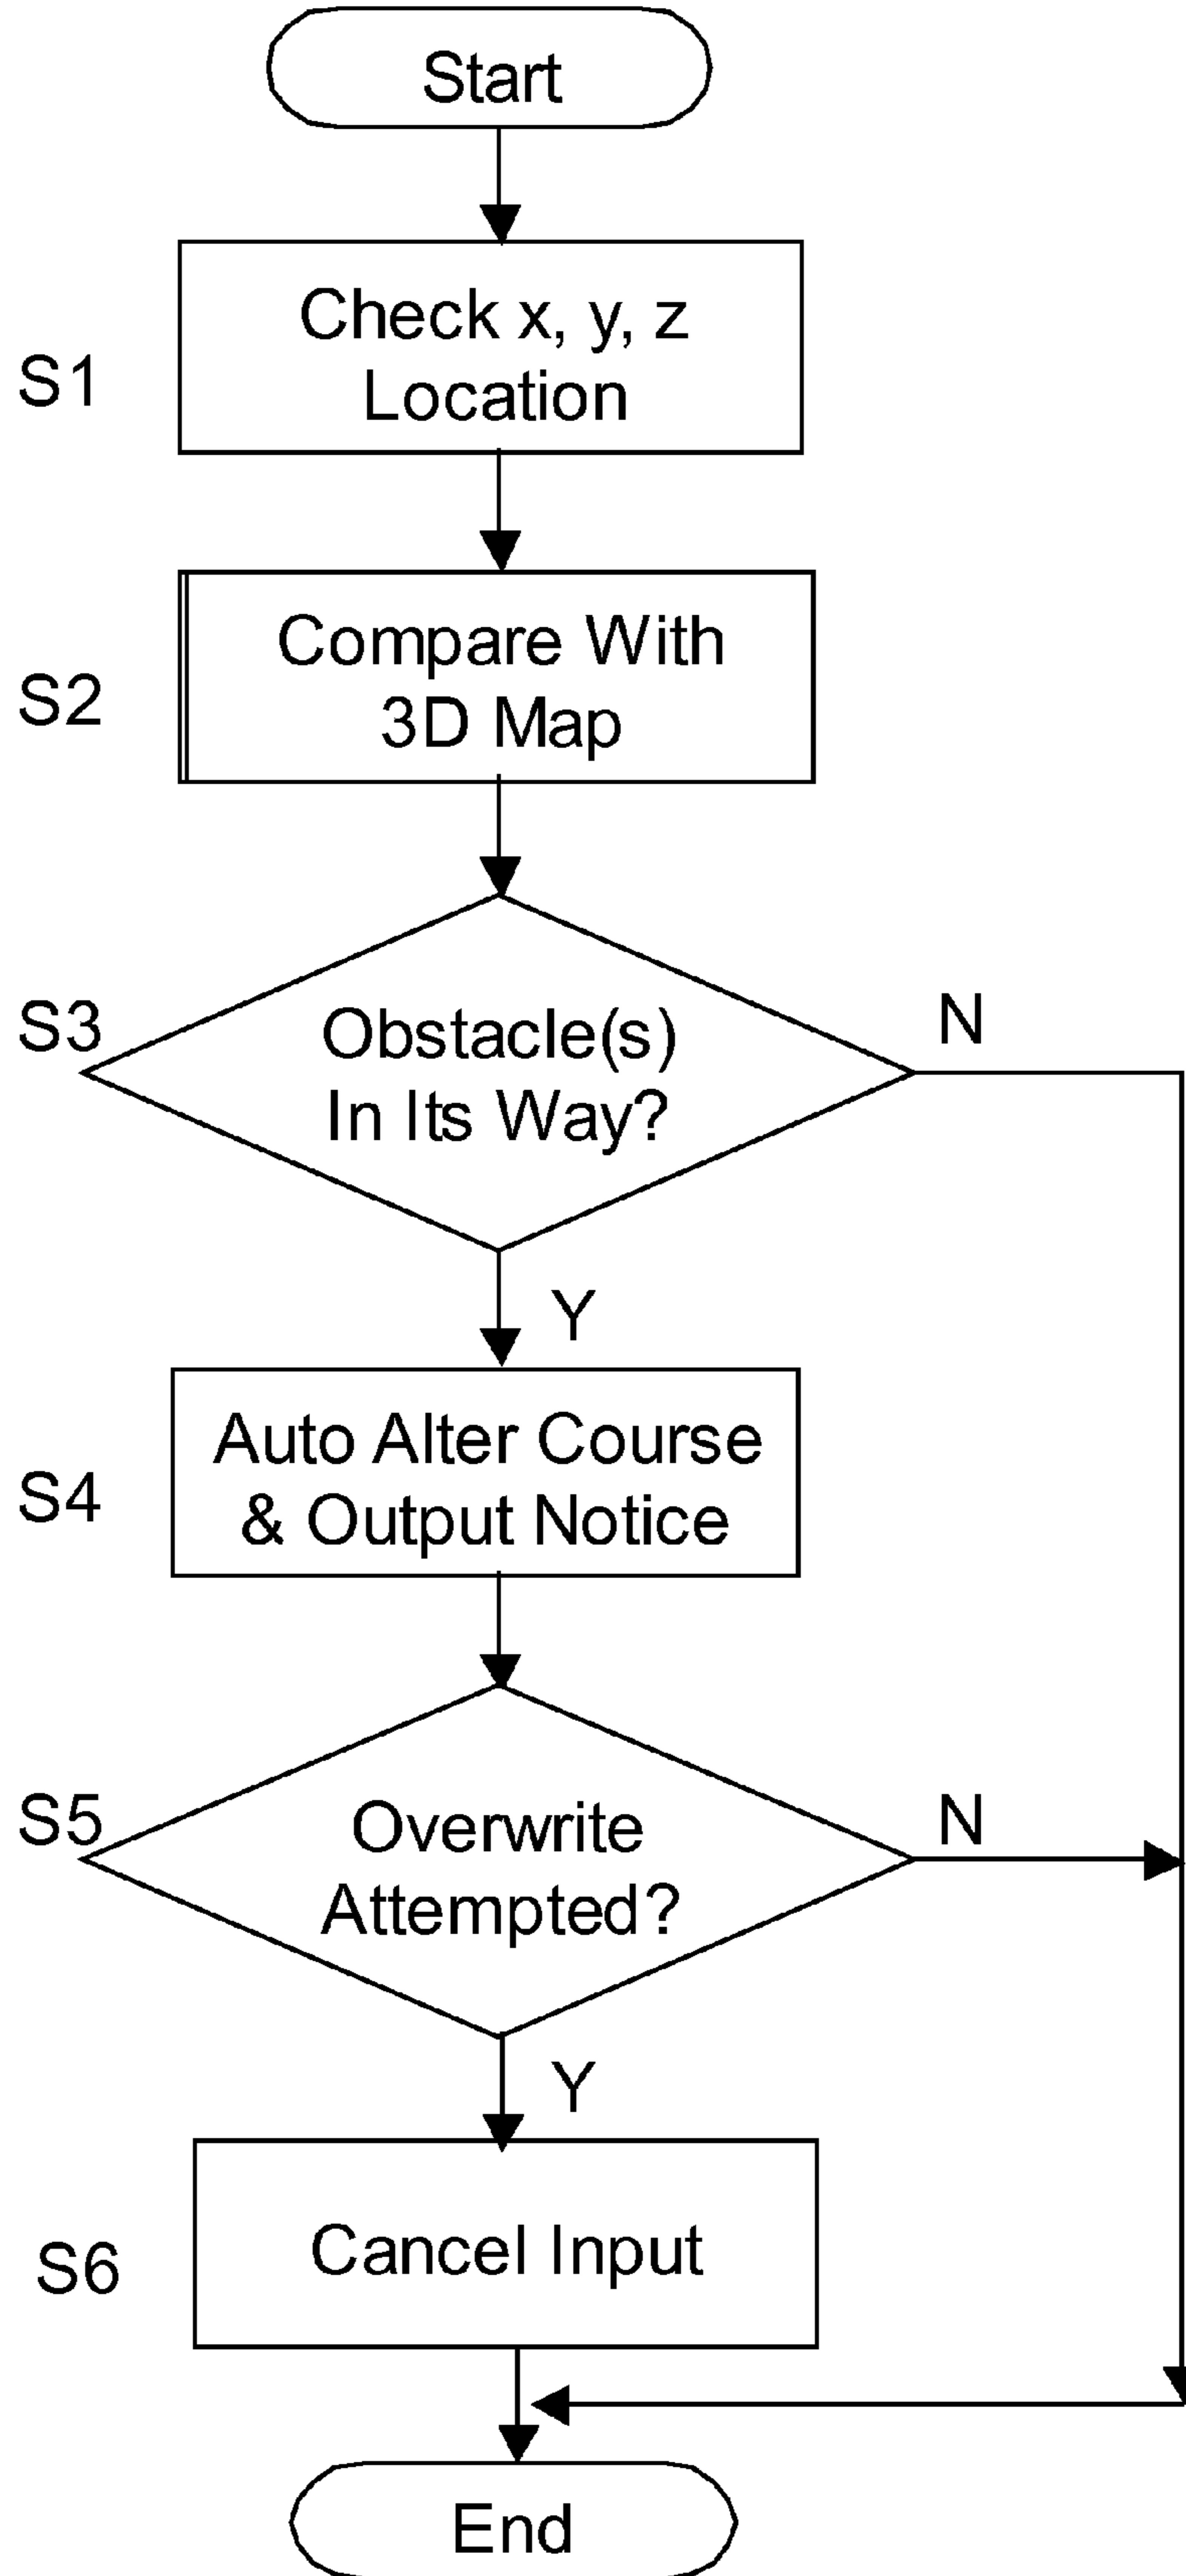 Start
S1
Check x, y, z
Location
S2
Compare With
3D Map
S3
Obstacle(s)
In Its Way?
N
Y
S4
Auto Alter Course
& Output Notice
S5
Overwrite
Attempted?
N
Y
S6
Cancel Input
End